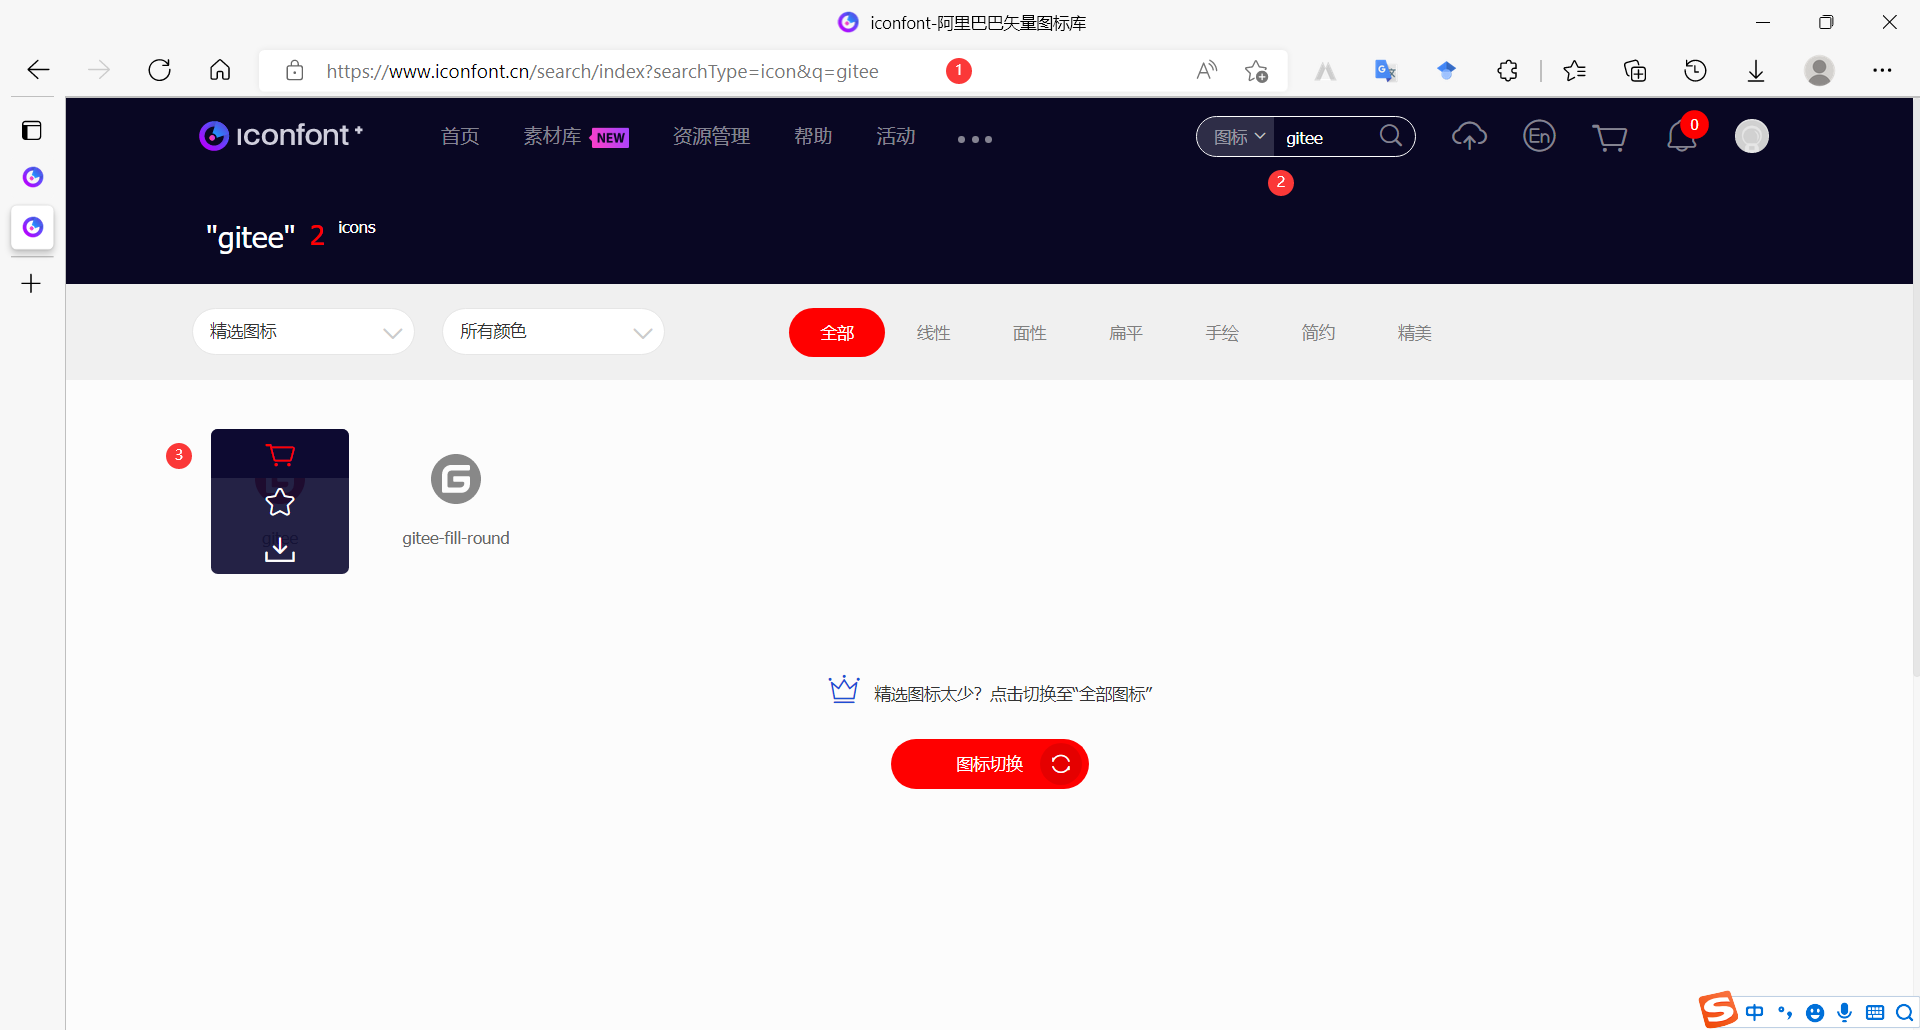 iconfont-阿里巴巴矢量图标库
https://www.iconfont.cn/search/index?searchType=icon&q=gitee
1
iconfont+
首页
素材库 NEW
资源管理
帮助
活动
图标
gitee
En
0
2
"gitee" 2 icons
精选图标
所有颜色
全部
线性
面性
扁平
手绘
简约
精美
3
gitee
gitee-fill-round
精选图标太少？点击切换至“全部图标”
图标切换
中